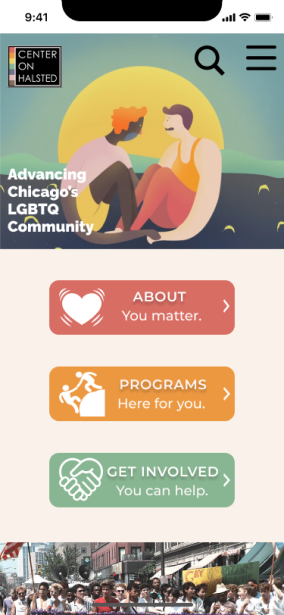 9:41
CENTER
ON
HALSTED
Advancing
Chicago's
LGBTQ
Community
ABOUT
You matter.
PROGRAMS
Here for you.
GET INVOLVED
You can help.